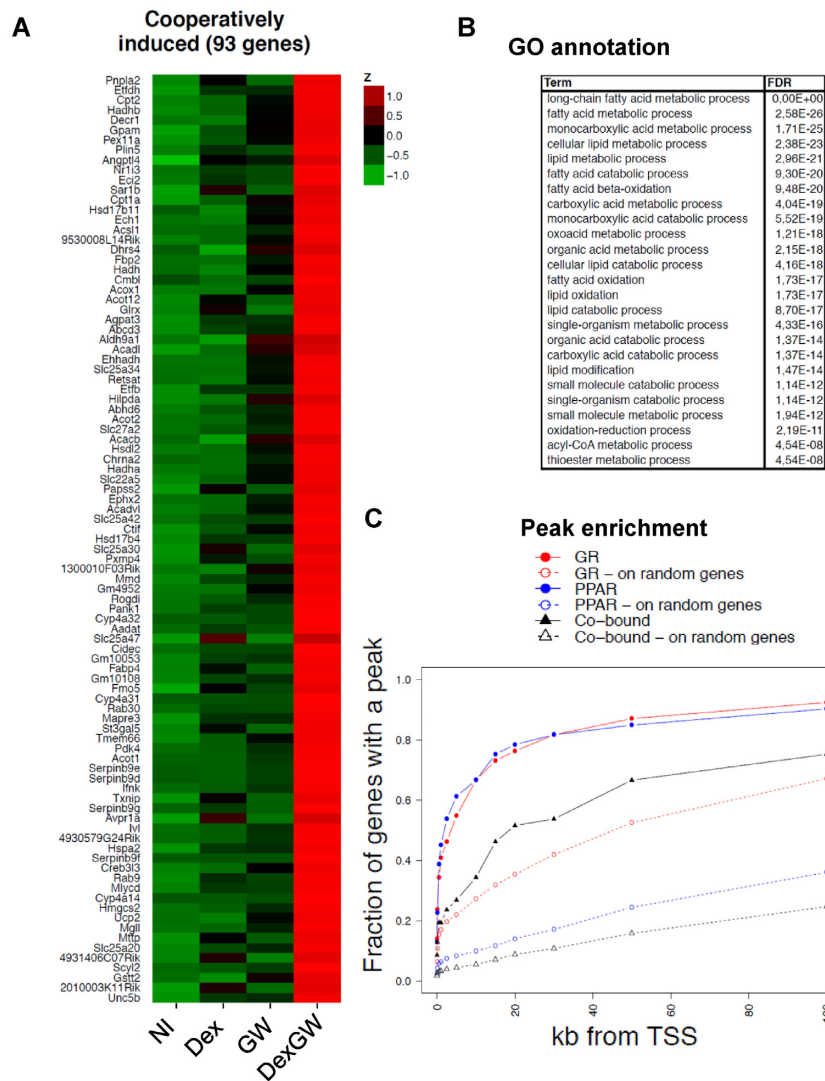 A
Cooperatively
induced (93 genes)
Pnpla2
Etfdh
Cpt2
Hadhb
Decr1
Gpam
Pex11a
Plin5
Angptl4
Nr1i3
Eci2
Sar1b
Cpt1a
Hsd17b11
Ech1
Acsl1
9530008L14Rik
Dhrs4
Fbp2
Hadh
Cmbl
Acox1
Acot12
Glrx
Agpat3
Abcd3
Aldh9a1
Acadl
Ehhadh
Slc25a34
Retsat
Etfb
Hilpda
Abhd6
Acot2
Slc27a2
Acacb
Hsdl2
Chrna2
Hadha
Slc22a5
Papss2
Ephx2
Acadvl
Slc25a42
Ctif
Hsd17b4
Slc25a30
Pxmp4
1300010F03Rik
Mmd
Gm4952
Rogdi
Pank1
Cyp4a32
Aadat
Slc25a47
Cidec
Gm10053
Fabp4
Gm10108
Fmo5
Cyp4a31
Rab30
Mapre3
St3gal5
Tmem66
Pdk4
Acot1
Serpinb9e
Serpinb9d
Ifnk
Txnip
Serpinb9g
Avpr1a
Ivl
4930579G24Rik
Hspa2
Serpinb9f
Creb3l3
Rab9
Mlycd
Cyp4a14
Hmgcs2
Ucp2
Mgll
Mttp
Slc25a20
4931406C07Rik
Scyl2
Gstt2
2010003K11Rik
Unc5b
NI
Dex
GW
DexGW
Z
1.0
0.5
0.0
−0.5
−1.0
B
GO annotation
Term FDR
long-chain fatty acid metabolic process 0,00E+00
fatty acid metabolic process 2,58E-26
monocarboxylic acid metabolic process 1,71E-25
cellular lipid metabolic process 2,38E-23
lipid metabolic process 2,96E-21
fatty acid catabolic process 9,30E-20
fatty acid beta-oxidation 9,48E-20
carboxylic acid metabolic process 4,04E-19
monocarboxylic acid catabolic process 5,52E-19
oxoacid metabolic process 1,21E-18
organic acid metabolic process 2,15E-18
cellular lipid catabolic process 4,16E-18
fatty acid oxidation 1,73E-17
lipid oxidation 1,73E-17
lipid catabolic process 8,70E-17
single-organism metabolic process 4,33E-16
organic acid catabolic process 1,37E-14
carboxylic acid catabolic process 1,37E-14
lipid modification 1,47E-14
small molecule catabolic process 1,14E-12
single-organism catabolic process 1,14E-12
small molecule metabolic process 1,94E-12
oxidation-reduction process 2,19E-11
acyl-CoA metabolic process 4,54E-08
thioester metabolic process 4,54E-08
C
Peak enrichment
GR
GR − on random genes
PPAR
PPAR − on random genes
Co−bound
Co−bound − on random genes
Fraction of genes with a peak
1.0
0.8
0.6
0.4
0.2
0.0
0
20
40
60
80
kb from TSS